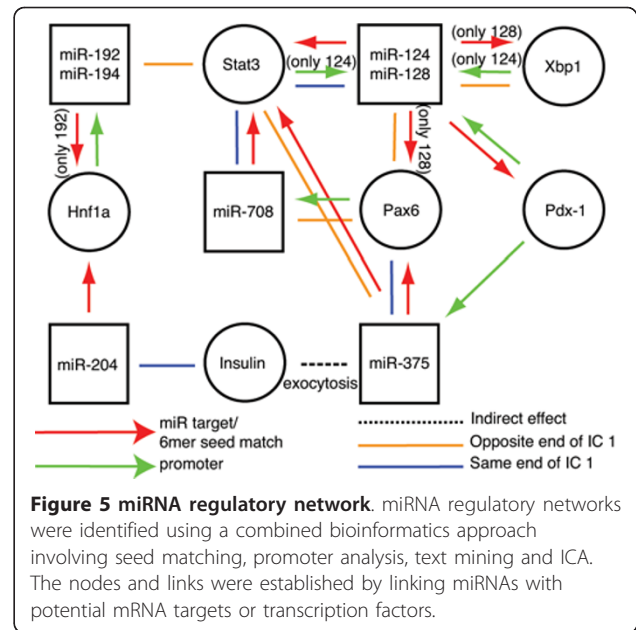 miR-192
miR-194
Stat3
(only 124)
miR-124
miR-128
(only 128)
(only 124)
Xbp1
(only 192)
(only 128)
Hnf1a
miR-708
Pax6
Pdx-1
miR-204
Insulin
exocytosis
miR-375
miR target/
6mer seed match
promoter
Indirect effect
Opposite end of IC 1
Same end of IC 1
Figure 5 miRNA regulatory network. miRNA regulatory networks
were identified using a combined bioinformatics approach
involving seed matching, promoter analysis, text mining and ICA.
The nodes and links were established by linking miRNAs with
potential mRNA targets or transcription factors.